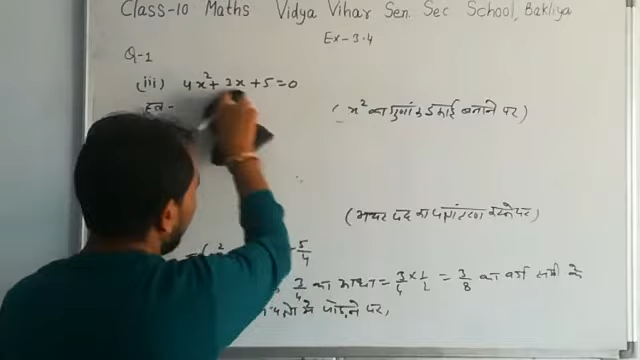 Class-10 Maths Vidya Vihar Sen. Sec School, Bakliya
Ex-3.4
Q-1
(iii) 4x²+3x+5=0
हल-
(x² का गुणांक इकाई बनाने पर)
(अचर पद का पक्षांतरण करने पर)
-5/4
3/4 का आधा = 3/4 × 1/2 = 3/8 का वर्ग
में जोड़ने पर,